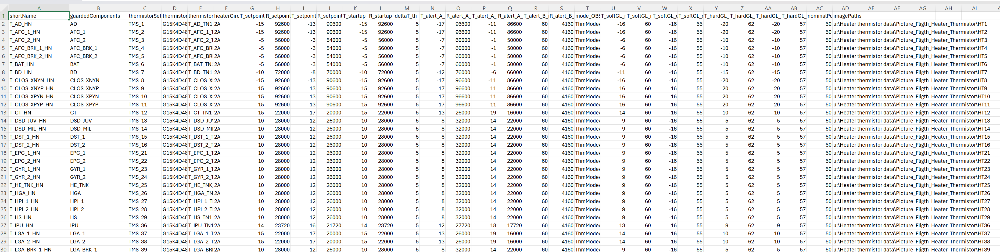 A B C D E F G H I J K L M N O P Q R S T U V W X Y Z AA AB AC AD AE AF AG AH AI
1 shortName guardedComponents thermistorSet thermistor thermistor heaterCirc T_setpoint R_setpoint T_setpoint R_setpoint T_startup R_startup deltaT_th T_alert_A_ R_alert_A_ T_alert_A_ R_alert_A_ T_alert_B_ R_alert_B_ mode_OBS T_softGL_r T_softGL_r T_softGL_c T_softGL_c T_hardGL_ T_hardGL_ T_hardGL_ T_hardGL_ nominalPo imagePaths
2 T_AD_HN AD TMS_1 G15K4D48 T_AD_TN1 2A -15 92600 -13 90600 -15 92600 5 -17 96600 -11 86600 60 4160 ThmModeA -16 60 -16 55 -20 62 -20 57 50 u:\Heater thermistor data\Picture_Fligth_Heater_Thermistor\HT1
3 T_AFC_1_HN AFC_1 TMS_2 G15K4D48 T_AFC_1_T 2A -15 92600 -13 90600 -15 92600 5 -17 96600 -11 86600 60 4160 ThmModeA -16 60 -16 55 -20 62 -20 57 50 u:\Heater thermistor data\Picture_Fligth_Heater_Thermistor\HT2
4 T_AFC_2_HN AFC_2 TMS_3 G15K4D48 T_AFC_2_T 2A -5 56000 -3 54000 -5 56000 5 -7 60000 -1 50000 60 4160 ThmModeA -6 60 -16 55 -10 62 -10 57 50 u:\Heater thermistor data\Picture_Fligth_Heater_Thermistor\HT3
5 T_AFC_BRK_1_HN AFC_BRK_1 TMS_4 G15K4D48 T_AFC_BRI 2A -5 56000 -3 54000 -5 56000 5 -7 60000 -1 50000 60 4160 ThmModeA -6 60 -16 55 -10 62 -10 57 50 u:\Heater thermistor data\Picture_Fligth_Heater_Thermistor\HT4
6 T_AFC_BRK_2_HN AFC_BRK_2 TMS_5 G15K4D48 T_AFC_BRI 2A -5 56000 -3 54000 -5 56000 5 -7 60000 -1 50000 60 4160 ThmModeA -6 60 -16 55 -10 62 -10 57 50 u:\Heater thermistor data\Picture_Fligth_Heater_Thermistor\HT5
7 T_BAT_HN BAT TMS_6 G15K4D48 T_BAT_TN1 2A -5 56000 -3 54000 -5 56000 5 -7 60000 -1 50000 60 4160 ThmModeA -6 60 -16 55 -10 62 -10 57 50 u:\Heater thermistor data\Picture_Fligth_Heater_Thermistor\HT6
8 T_BD_HN BD TMS_7 G15K4D48 T_BD_TN1 2A -10 72000 -8 70000 -10 72000 5 -12 76000 -6 66000 60 4160 ThmModeA -11 60 -16 55 -15 62 -15 57 50 u:\Heater thermistor data\Picture_Fligth_Heater_Thermistor\HT7
9 T_CLOS_XNYN_HN CLOS_XNYN TMS_8 G15K4D48 T_CLOS_XI 2A -15 92600 -13 90600 -15 92600 5 -17 96600 -11 86600 60 4160 ThmModeA -16 60 -16 55 -20 62 -20 57 50 u:\Heater thermistor data\Picture_Fligth_Heater_Thermistor\HT8
10 T_CLOS_XNYP_HN CLOS_XNYP TMS_9 G15K4D48 T_CLOS_XI 2A -15 92600 -13 90600 -15 92600 5 -17 96600 -11 86600 60 4160 ThmModeA -16 60 -16 55 -20 62 -20 57 50 u:\Heater thermistor data\Picture_Fligth_Heater_Thermistor\HT9
11 T_CLOS_XPYN_HN CLOS_XPYN TMS_10 G15K4D48 T_CLOS_XI 2A -15 92600 -13 90600 -15 92600 5 -17 96600 -11 86600 60 4160 ThmModeA -16 60 -16 55 -20 62 -20 57 50 u:\Heater thermistor data\Picture_Fligth_Heater_Thermistor\HT10
12 T_CLOS_XPYP_HN CLOS_XPYP TMS_11 G15K4D48 T_CLOS_XI 2A -15 92600 -13 90600 -15 92600 5 -17 96600 -11 86600 60 4160 ThmModeA -16 60 -16 55 -20 62 -20 57 50 u:\Heater thermistor data\Picture_Fligth_Heater_Thermistor\HT11
13 T_CT_HN CT TMS_12 G15K4D48 T_CT_TN1 2A 15 22000 17 20000 15 22000 5 13 26000 19 16000 60 4160 ThmModeA 14 60 -16 55 10 62 10 57 50 u:\Heater thermistor data\Picture_Fligth_Heater_Thermistor\HT12
14 T_DSD_JUV_HN DSD_JUV TMS_13 G15K4D48 T_DSD_JUV 2A 10 28000 12 26000 10 28000 5 8 32000 14 22000 60 4160 ThmModeA 9 60 -16 55 5 62 5 57 50 u:\Heater thermistor data\Picture_Fligth_Heater_Thermistor\HT13
15 T_DSD_MIL_HN DSD_MIL TMS_14 G15K4D48 T_DSD_MIL 2A 10 28000 12 26000 10 28000 5 8 32000 14 22000 60 4160 ThmModeA 9 60 -16 55 5 62 5 57 50 u:\Heater thermistor data\Picture_Fligth_Heater_Thermistor\HT14
16 T_DST_1_HN DST_1 TMS_15 G15K4D48 T_DST_1_T 2A 10 28000 12 26000 10 28000 5 8 32000 14 22000 60 4160 ThmModeA 9 60 -16 55 5 62 5 57 50 u:\Heater thermistor data\Picture_Fligth_Heater_Thermistor\HT15
17 T_DST_2_HN DST_2 TMS_16 G15K4D48 T_DST_2_T 2A 10 28000 12 26000 10 28000 5 8 32000 14 22000 60 4160 ThmModeA 9 60 -16 55 5 62 5 57 50 u:\Heater thermistor data\Picture_Fligth_Heater_Thermistor\HT16
18 T_EPC_1_HN EPC_1 TMS_21 G15K4D48 T_EPC_1_T 2A 10 28000 12 26000 10 28000 5 8 32000 14 22000 60 4160 ThmModeA 9 60 -16 55 5 62 5 57 50 u:\Heater thermistor data\Picture_Fligth_Heater_Thermistor\HT21
19 T_EPC_2_HN EPC_2 TMS_22 G15K4D48 T_EPC_2_T 2A 10 28000 12 26000 10 28000 5 8 32000 14 22000 60 4160 ThmModeA 9 60 -16 55 5 62 5 57 50 u:\Heater thermistor data\Picture_Fligth_Heater_Thermistor\HT22
20 T_GYR_1_HN GYR_1 TMS_23 G15K4D48 T_GYR_1_T 2A 10 28000 12 26000 10 28000 5 8 32000 14 22000 60 4160 ThmModeA 9 60 -16 55 5 62 5 57 50 u:\Heater thermistor data\Picture_Fligth_Heater_Thermistor\HT23
21 T_GYR_2_HN GYR_2 TMS_24 G15K4D48 T_GYR_2_T 2A 10 28000 12 26000 10 28000 5 8 32000 14 22000 60 4160 ThmModeA 9 60 -16 55 5 62 5 57 50 u:\Heater thermistor data\Picture_Fligth_Heater_Thermistor\HT24
22 T_HE_TNK_HN HE_TNK TMS_25 G15K4D48 T_HE_TNK_ 2A 10 28000 12 26000 10 28000 5 8 32000 14 22000 60 4160 ThmModeA 9 60 -16 55 5 62 5 57 50 u:\Heater thermistor data\Picture_Fligth_Heater_Thermistor\HT25
23 T_HGA_HN HGA TMS_26 G15K4D48 T_HGA_TN 2A 10 28000 12 26000 10 28000 5 8 32000 14 22000 60 4160 ThmModeA 9 60 -16 55 5 62 5 57 50 u:\Heater thermistor data\Picture_Fligth_Heater_Thermistor\HT26
24 T_HPI_1_HN HPI_1 TMS_27 G15K4D48 T_HPI_1_TI 2A 10 28000 12 26000 10 28000 5 8 32000 14 22000 60 4160 ThmModeA 9 60 -16 55 5 62 5 57 50 u:\Heater thermistor data\Picture_Fligth_Heater_Thermistor\HT27
25 T_HPI_2_HN HPI_2 TMS_28 G15K4D48 T_HPI_2_TI 2A 10 28000 12 26000 10 28000 5 8 32000 14 22000 60 4160 ThmModeA 9 60 -16 55 5 62 5 57 50 u:\Heater thermistor data\Picture_Fligth_Heater_Thermistor\HT28
26 T_HS_HN HS TMS_29 G15K4D48 T_HS_TN1 2A 10 28000 12 26000 10 28000 5 8 32000 14 22000 60 4160 ThmModeA 9 60 -16 55 5 62 5 57 50 u:\Heater thermistor data\Picture_Fligth_Heater_Thermistor\HT29
27 T_IPU_HN IPU TMS_36 G15K4D48 T_IPU_TN1 2A 14 23720 16 21720 14 23720 5 12 27720 18 17720 60 4160 ThmModeA 13 60 -16 55 9 62 9 57 50 u:\Heater thermistor data\Picture_Fligth_Heater_Thermistor\HT36
28 T_LGA_1_HN LGA_1 TMS_37 G15K4D48 T_LGA_1_T 2A 15 22000 17 20000 15 22000 5 13 26000 19 16000 60 4160 ThmModeA 14 60 -16 55 10 62 10 57 50 u:\Heater thermistor data\Picture_Fligth_Heater_Thermistor\HT37
29 T_LGA_2_HN LGA_2 TMS_38 G15K4D48 T_LGA_2_T 2A 15 22000 17 20000 15 22000 5 13 26000 19 16000 60 4160 ThmModeA 14 60 -16 55 10 62 10 57 50 u:\Heater thermistor data\Picture_Fligth_Heater_Thermistor\HT38
30 T_LGA_BRK_1_HN LGA_BRK_1 TMS_39 G15K4D48 T_LGA_BRI 2A 10 28000 12 26000 10 28000 5 8 32000 14 22000 60 4160 ThmModeA 9 60 -16 55 5 62 5 57 50 u:\Heater thermistor data\Picture_Fligth_Heater_Thermistor\HT39